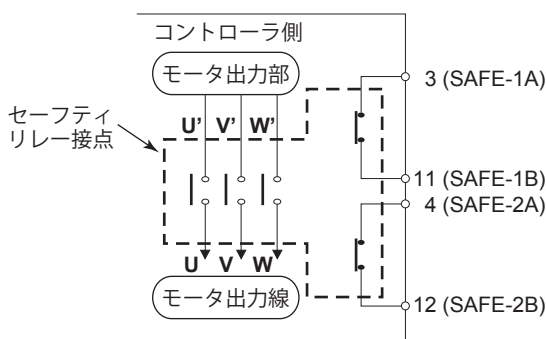 コントローラ側
モータ出力部
3 (SAFE-1A)
セーフティ
リレー接点
U' V' W'
11 (SAFE-1B)
4 (SAFE-2A)
U V W
モータ出力線
12 (SAFE-2B)